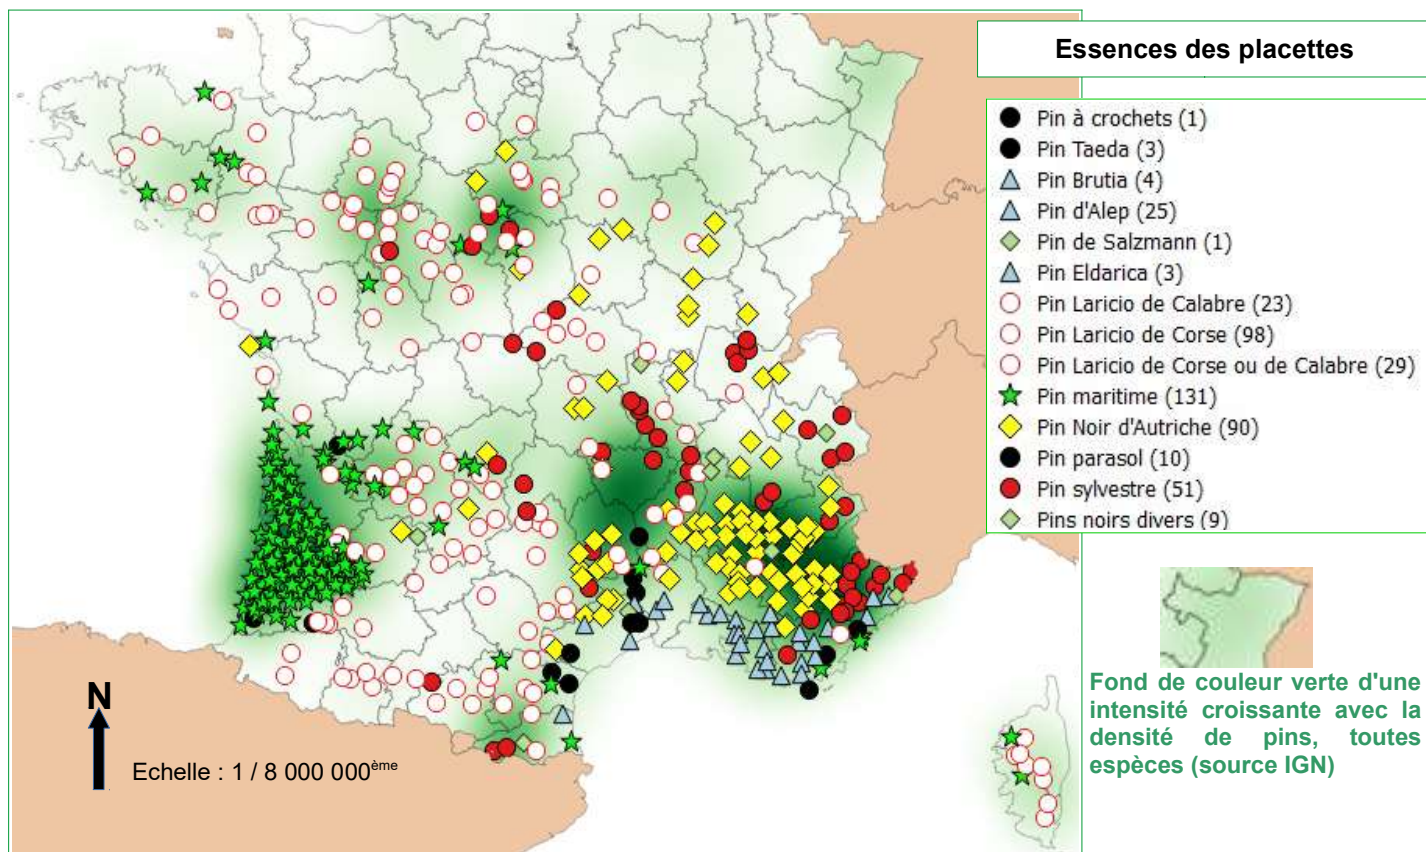 Essences des placettes
Pin à crochets (1)
Pin Taeda (3)
Pin Brutia (4)
Pin d'Alep (25)
Pin de Salzmann (1)
Pin Eldarica (3)
Pin Laricio de Calabre (23)
Pin Laricio de Corse (98)
Pin Laricio de Corse ou de Calabre (29)
Pin maritime (131)
Pin Noir d'Autriche (90)
Pin parasol (10)
Pin sylvestre (51)
Pins noirs divers (9)
Fond de couleur verte d'une
intensité croissante avec la
densité de pins, toutes
espèces (source IGN)
N
Echelle : 1 / 8 000 000ème